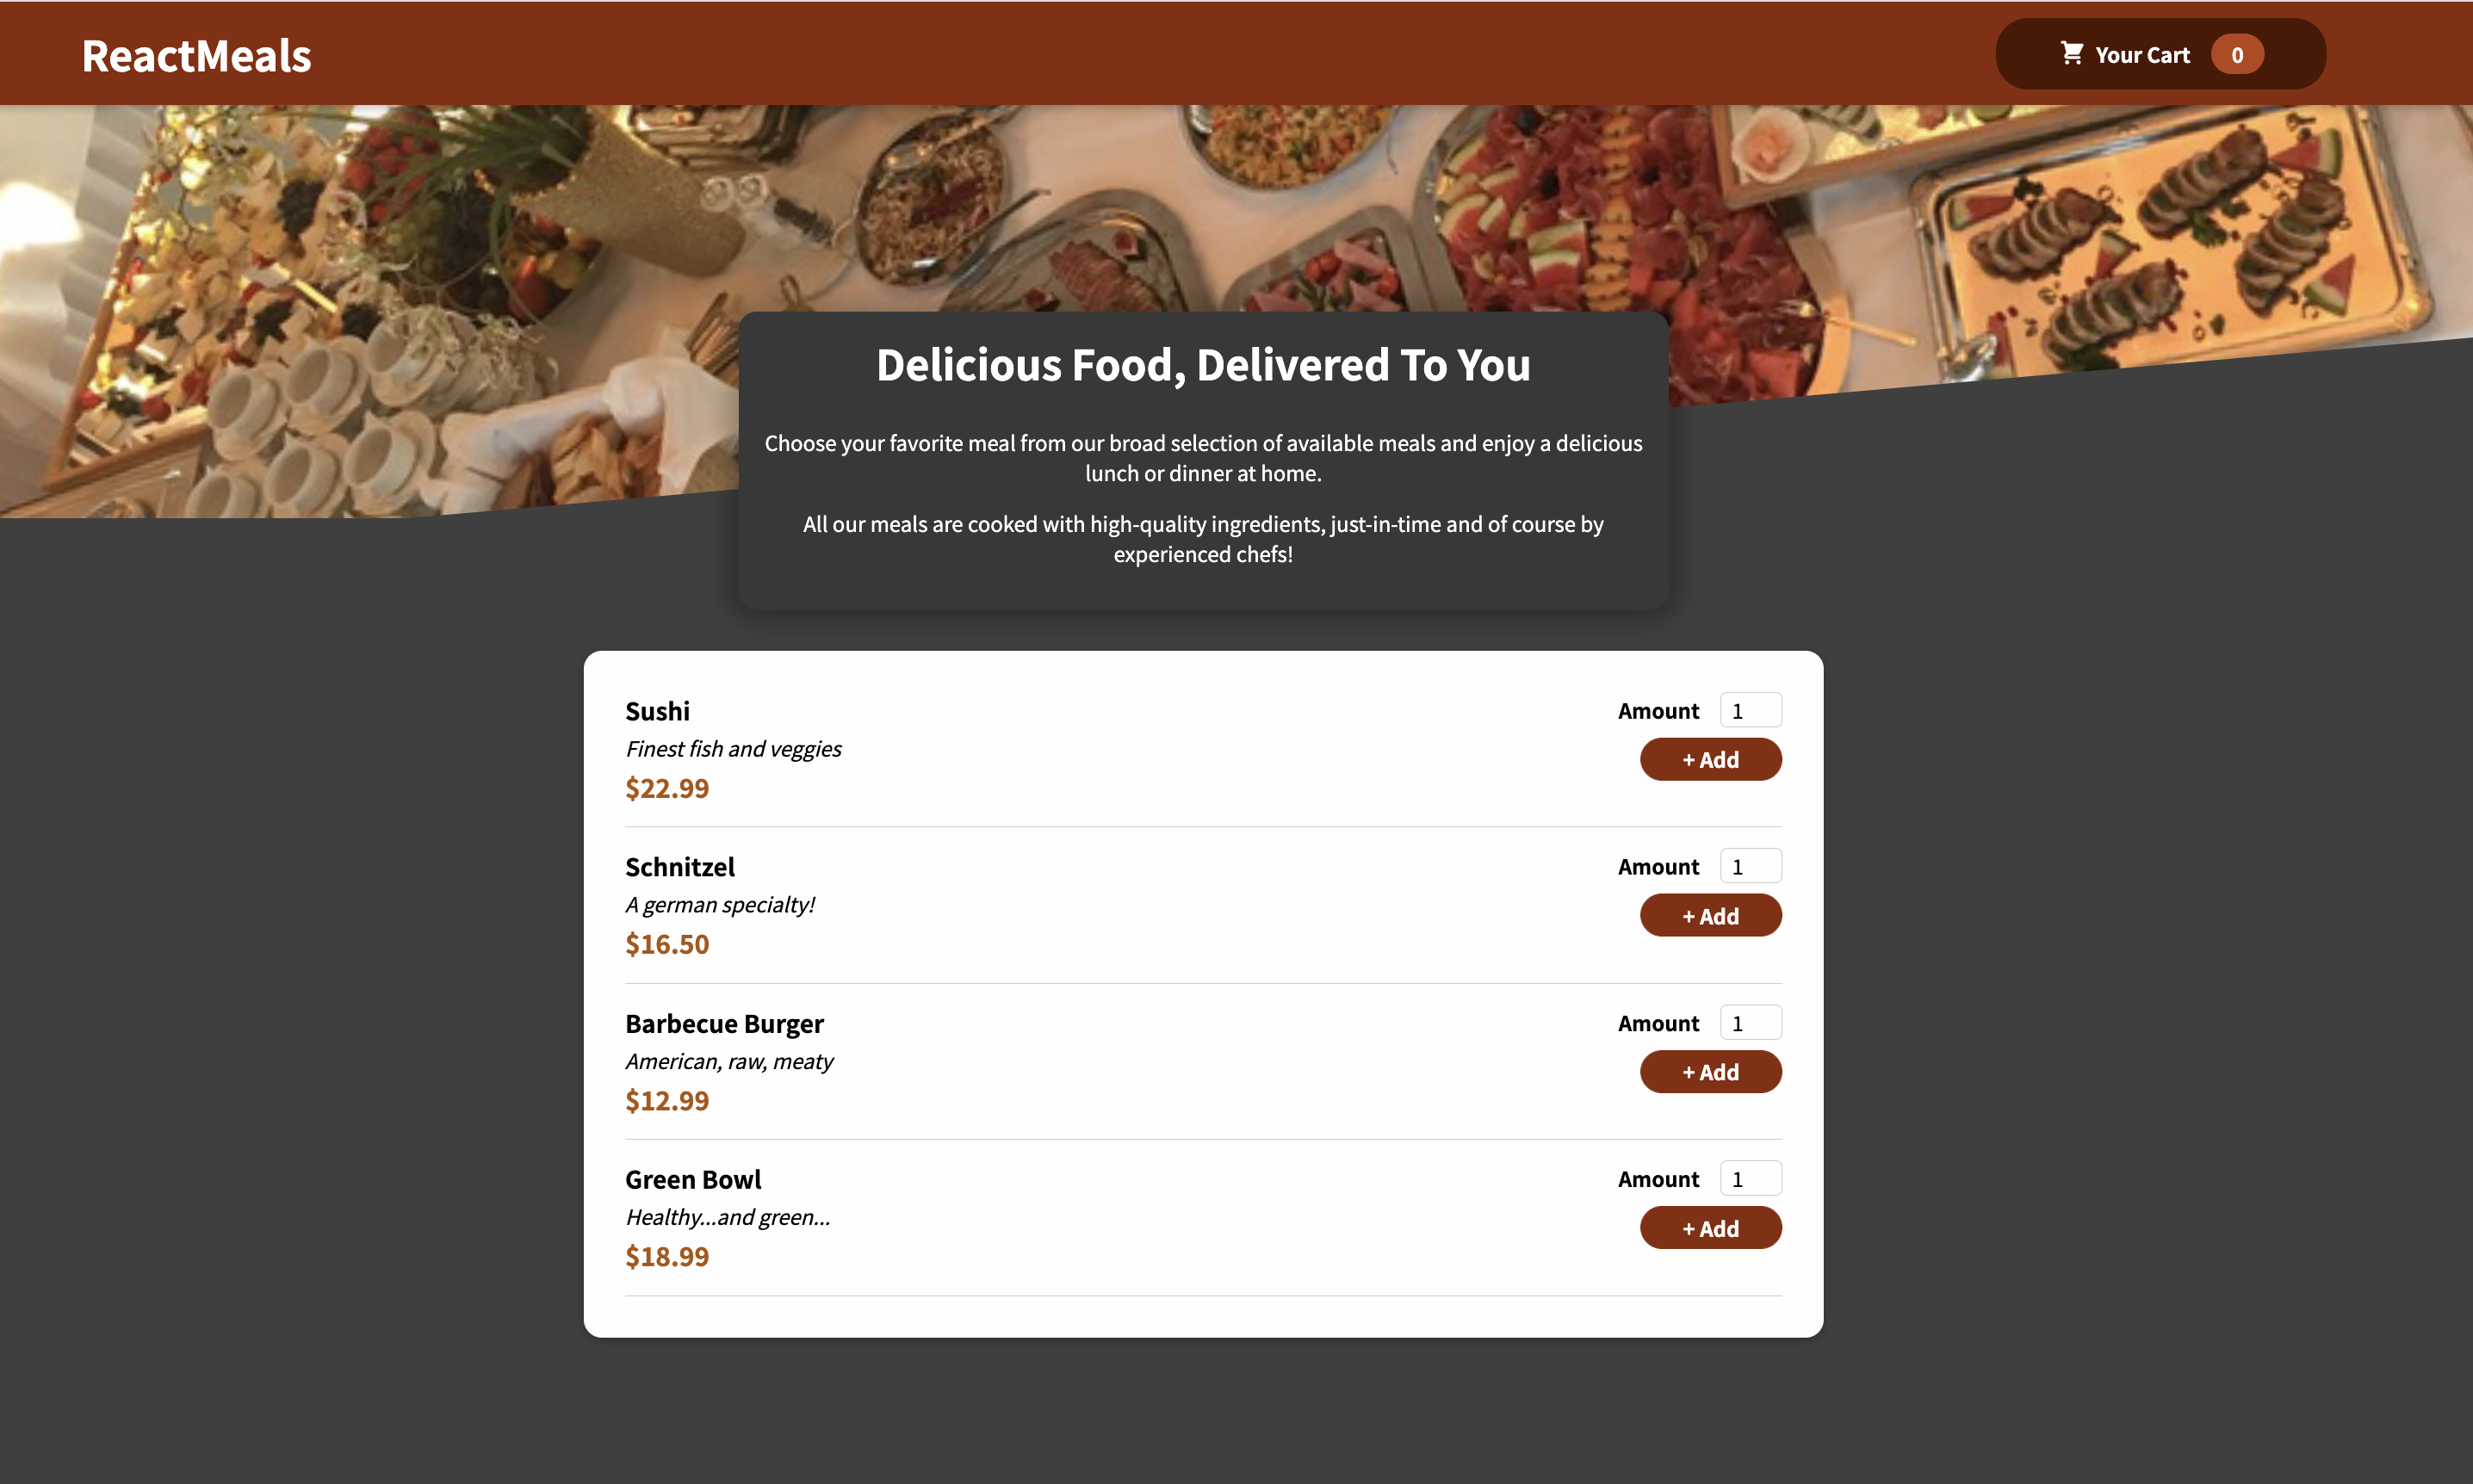 ReactMeals
Your Cart 0
Delicious Food, Delivered To You
Choose your favorite meal from our broad selection of available meals and enjoy a delicious
lunch or dinner at home.
All our meals are cooked with high-quality ingredients, just-in-time and of course by
experienced chefs!
Sushi
Finest fish and veggies
$22.99
Amount 1
+ Add
Schnitzel
A german specialty!
$16.50
Amount 1
+ Add
Barbecue Burger
American, raw, meaty
$12.99
Amount 1
+ Add
Green Bowl
Healthy...and green...
$18.99
Amount 1
+ Add